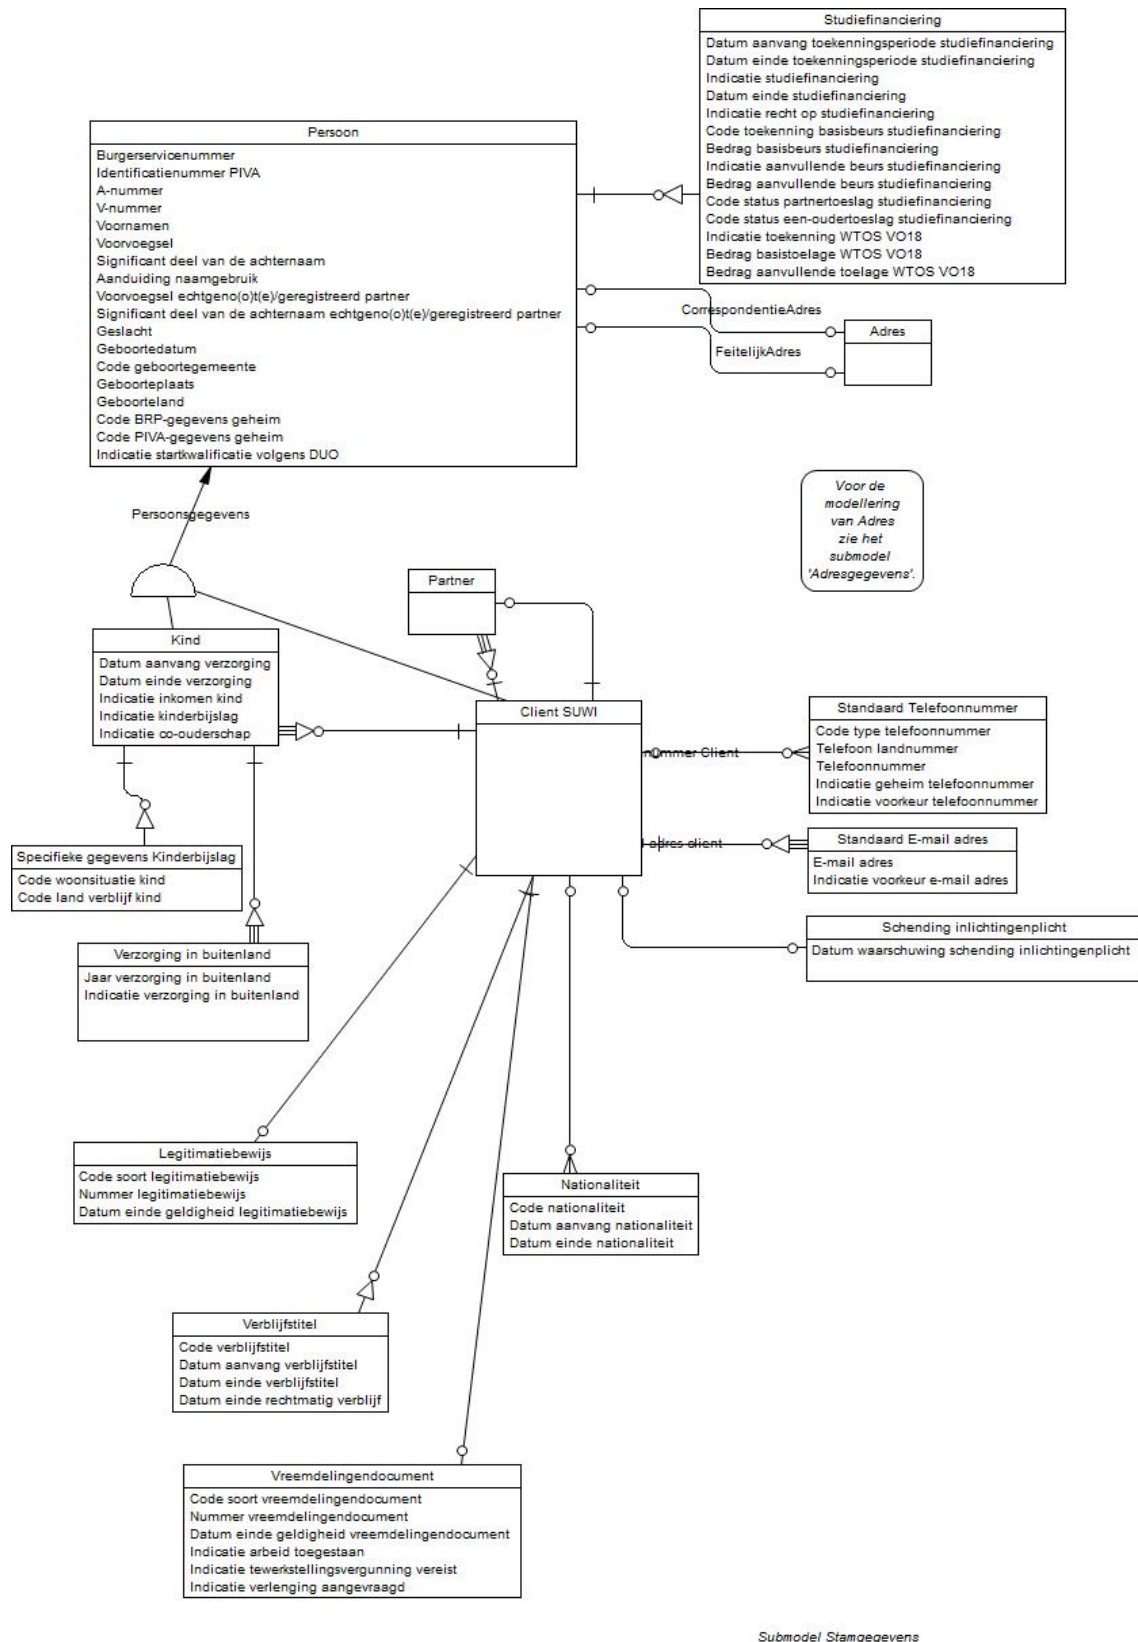 Studiefinanciering
Datum aanvang toekenningsperiode studiefinanciering
Datum einde toekenningsperiode studiefinanciering
Indicatie studiefinanciering
Datum einde studiefinanciering
Indicatie recht op studiefinanciering
Code toekenning basisbeurs studiefinanciering
Bedrag basisbeurs studiefinanciering
Indicatie aanvullende beurs studiefinanciering
Bedrag aanvullende beurs studiefinanciering
Code status partnertoeslag studiefinanciering
Code status een-oudertoeslag studiefinanciering
Indicatie toekenning WTOS VO18
Bedrag basistoelage WTOS VO18
Bedrag aanvullende toelage WTOS VO18
Persoon
Burgerservicenummer
Identificatienummer PIVA
A-nummer
V-nummer
Voornamen
Voorvoegsel
Significant deel van de achternaam
Aanduiding naamgebruik
Voorvoegsel echtgeno(o)t(e)/geregistreerd partner
Significant deel van de achternaam echtgeno(o)t(e)/geregistreerd partner
Geslacht
Geboortedatum
Code geboortegemeente
Geboorteplaats
Geboorteland
Code BRP-gegevens geheim
Code PIVA-gegevens geheim
Indicatie startkwalificatie volgens DUO
CorrespondentieAdres
FeitelijkAdres
Adres
Persoonsgegevens
Voor de
modellering
van Adres
zie het
submodel
'Adresgegevens'.
Partner
Kind
Datum aanvang verzorging
Datum einde verzorging
Indicatie inkomen kind
Indicatie kinderbijslag
Indicatie co-ouderschap
Client SUWI
nummer Client
adres client
Standaard Telefoonnummer
Code type telefoonnummer
Telefoon landnummer
Telefoonnummer
Indicatie geheim telefoonnummer
Indicatie voorkeur telefoonnummer
Standaard E-mail adres
E-mail adres
Indicatie voorkeur e-mail adres
Specifieke gegevens Kinderbijslag
Code woonsituatie kind
Code land verblijf kind
Schending inlichtingenplicht
Datum waarschuwing schending inlichtingenplicht
Verzorging in buitenland
Jaar verzorging in buitenland
Indicatie verzorging in buitenland
Legitimatiebewijs
Code soort legitimatiebewijs
Nummer legitimatiebewijs
Datum einde geldigheid legitimatiebewijs
Nationaliteit
Code nationaliteit
Datum aanvang nationaliteit
Datum einde nationaliteit
Verblijfstitel
Code verblijfstitel
Datum aanvang verblijfstitel
Datum einde verblijfstitel
Datum einde rechtmatig verblijf
Vreemdelingendocument
Code soort vreemdelingendocument
Nummer vreemdelingendocument
Datum einde geldigheid vreemdelingendocument
Indicatie arbeid toegestaan
Indicatie tewerkstellingsvergunning vereist
Indicatie verlenging aangevraagd
Submodel Stamgegevens